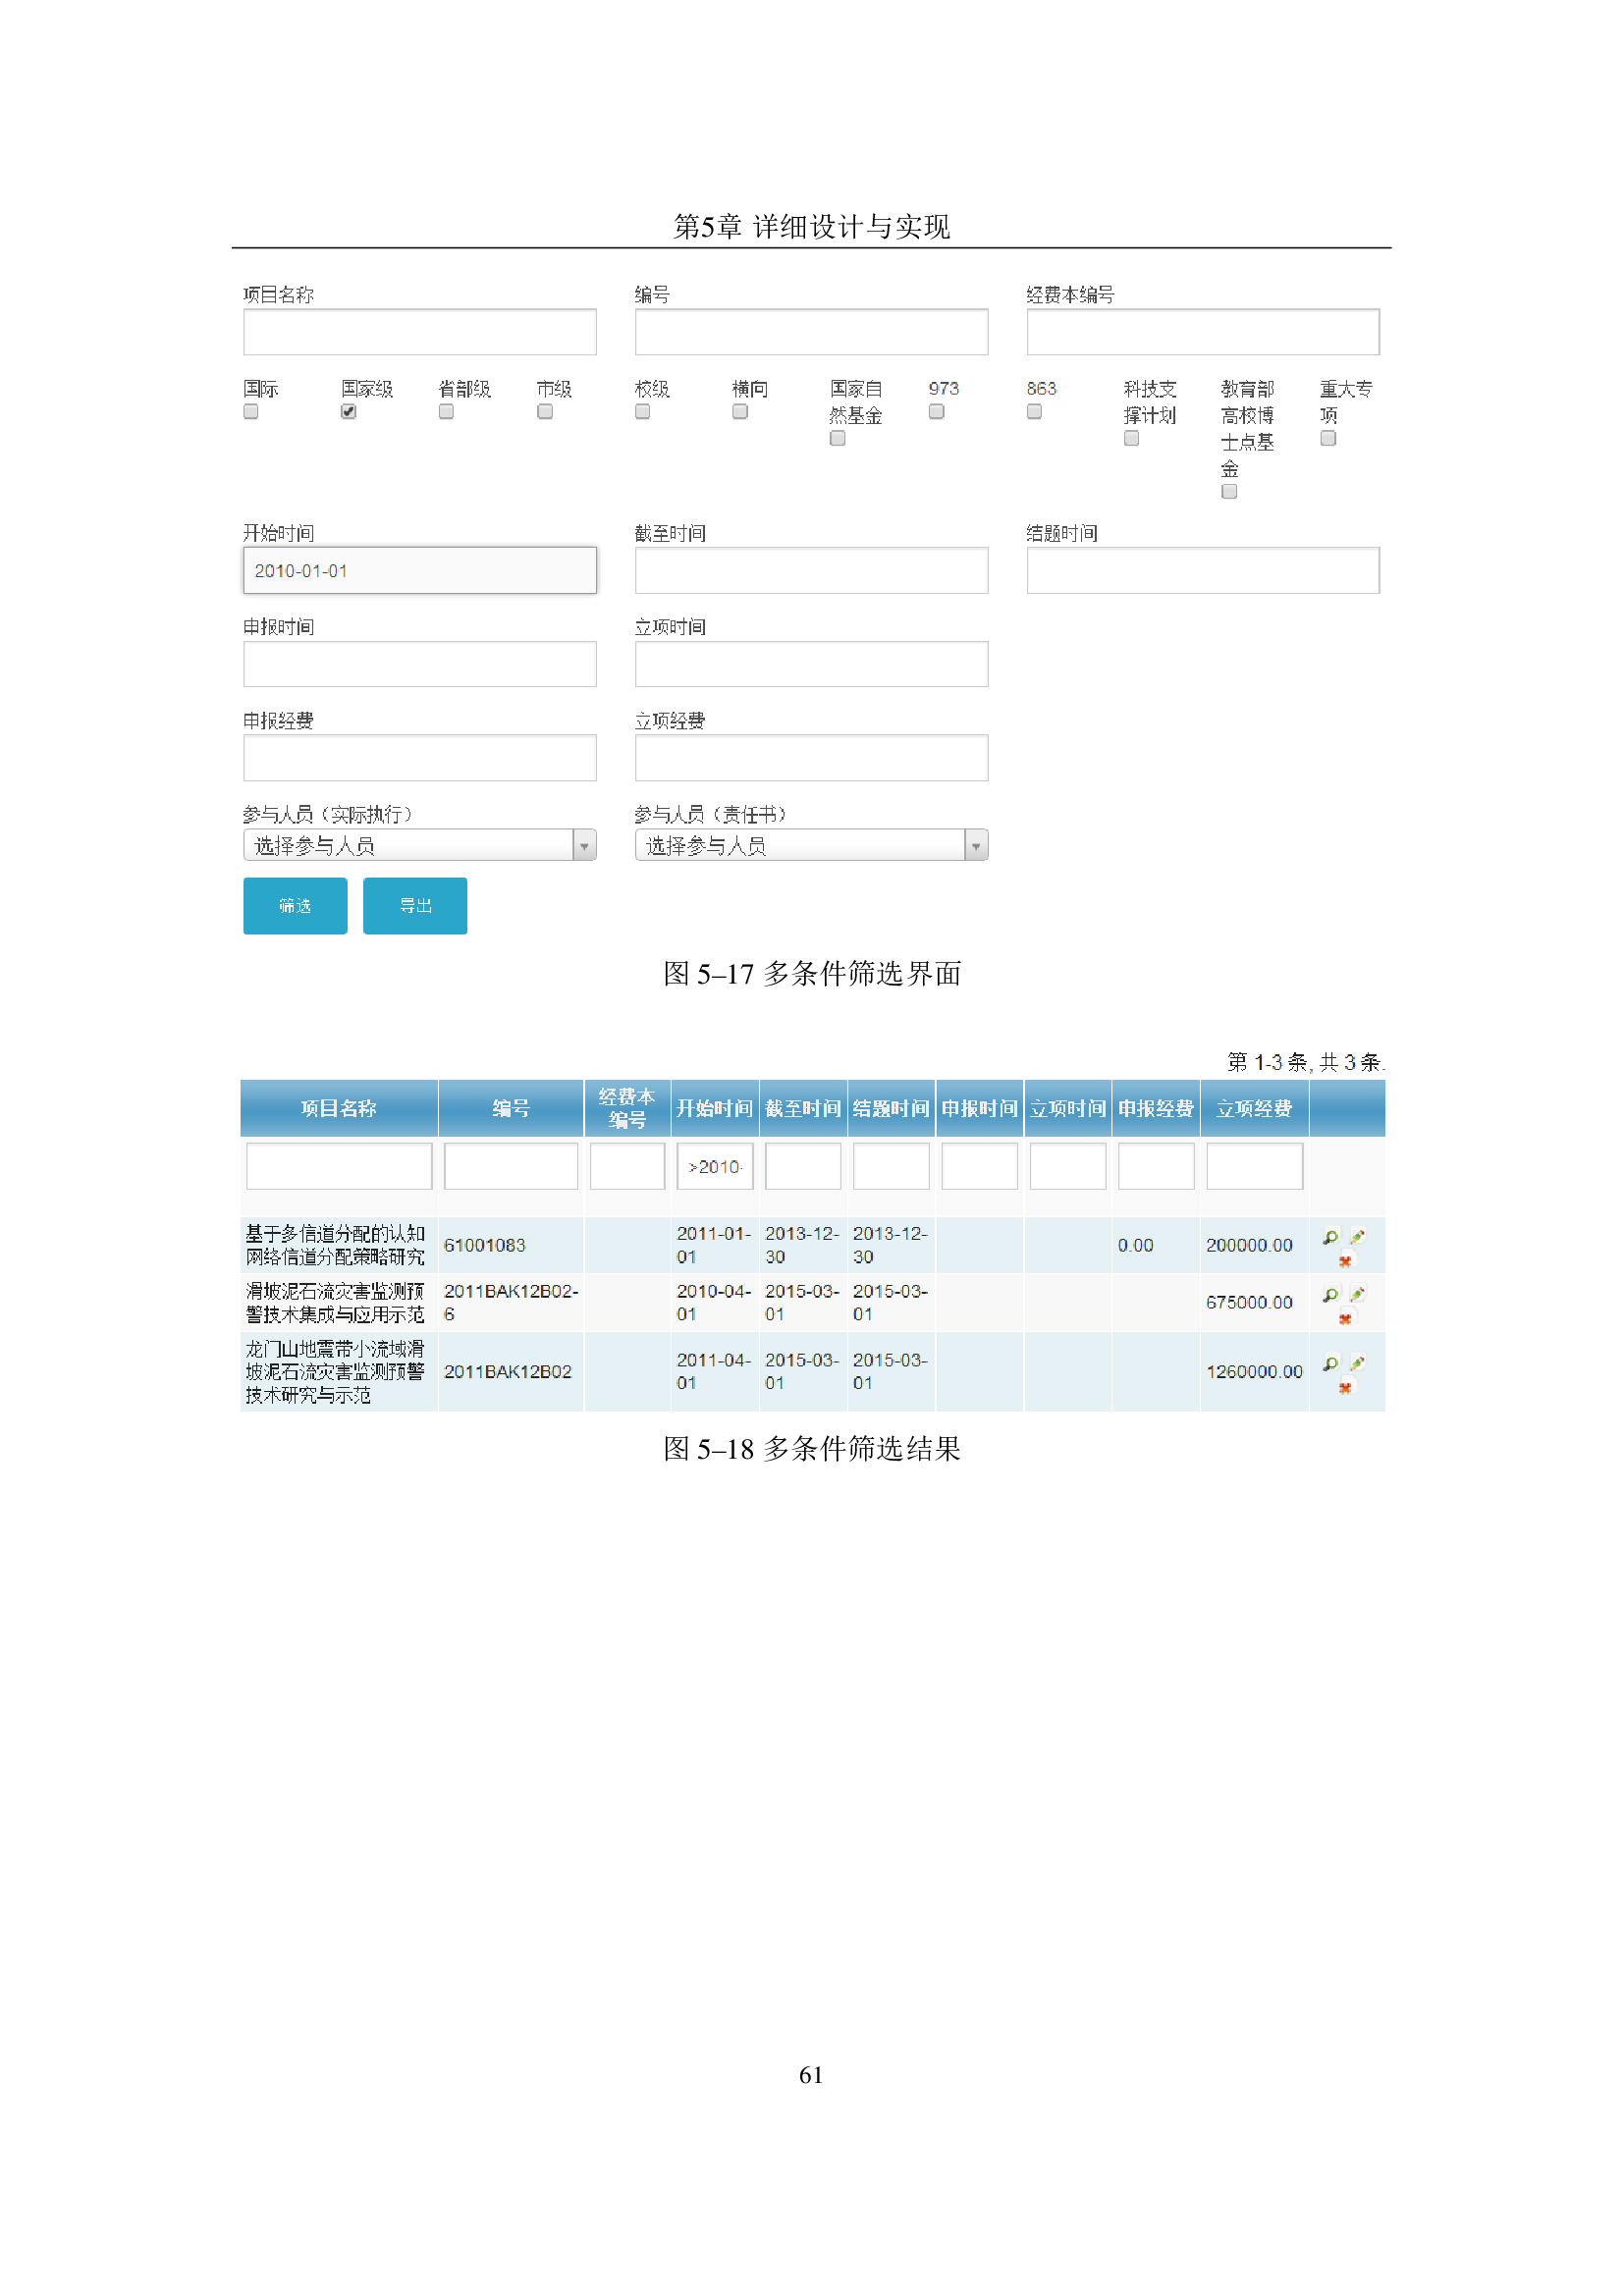 第5章 详细设计与实现
项目名称 编号 经费本编号
国际 国家级 省部级 市级 校级 横向 国家自 973 863 科技支 教育部 重大专
然基金 撑计划 高校博 项
士点基
金
开始时间 截至时间 结题时间
2010-01-01
申报时间 立项时间
申报经费 立项经费
参与人员（实际执行） 参与人员（责任书）
选择参与人员 选择参与人员
筛选 导出
图 5–17 多条件筛选界面
第 1-3 条, 共 3 条.
项目名称 编号 经费本 开始时间 截至时间 结题时间 申报时间 立项时间 申报经费 立项经费
编号
>2010-
基于多信道分配的认知 61001083 2011-01- 2013-12- 2013-12- 0.00 200000.00
网络信道分配策略研究 01 30 30
滑坡泥石流灾害监测预 2011BAK12B02- 2010-04- 2015-03- 2015-03- 675000.00
警技术集成与应用示范 6 01 01 01
龙门山地震带小流域滑
坡泥石流灾害监测预警 2011BAK12B02 2011-04- 2015-03- 2015-03- 1260000.00
技术研究与示范 01 01 01
图 5–18 多条件筛选结果
61